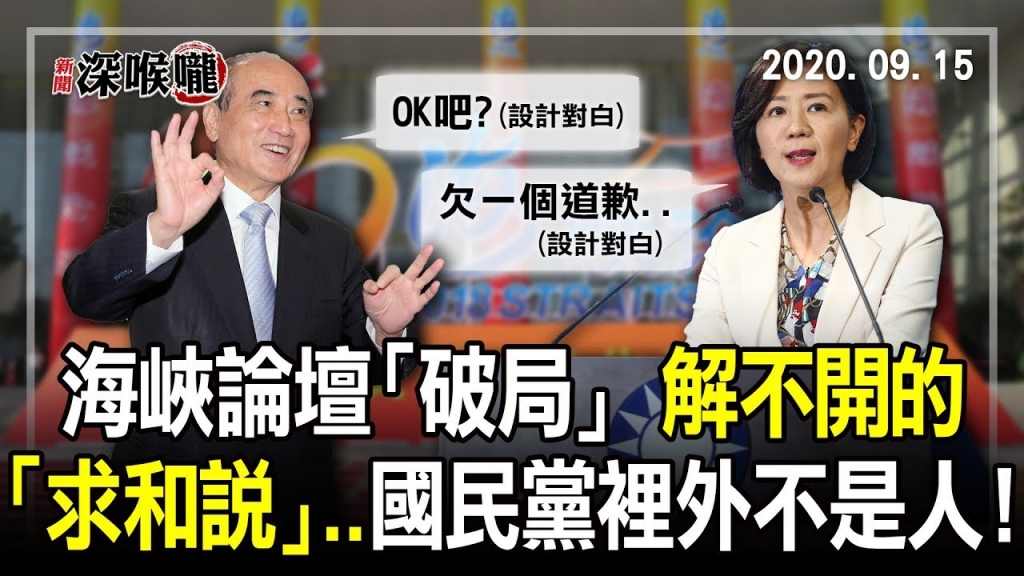 新聞深喉嚨
2020.09.15
OK吧?(設計對白)
欠一個道歉..
(設計對白)
018 STRAITS
海峽論壇「破局」 解不開的
「求和説」..國民黨裡外不是人!